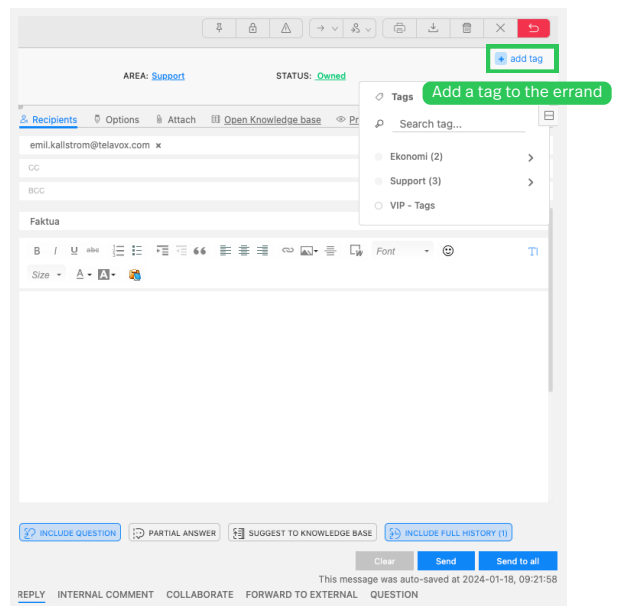 + add tag
AREA: Support STATUS: Owned
Add a tag to the errand
Tags
Recipients Options Attach Open Knowledge base Pr
Search tag...
emil.kallstrom@telavox.com x
CC
Ekonomi (2)
BCC
Support (3)
VIP - Tags
Faktua
B I U abc Font
Size A A
INCLUDE QUESTION PARTIAL ANSWER SUGGEST TO KNOWLEDGE BASE INCLUDE FULL HISTORY (1)
Clear Send Send to all
This message was auto-saved at 2024-01-18, 09:21:58
REPLY INTERNAL COMMENT COLLABORATE FORWARD TO EXTERNAL QUESTION